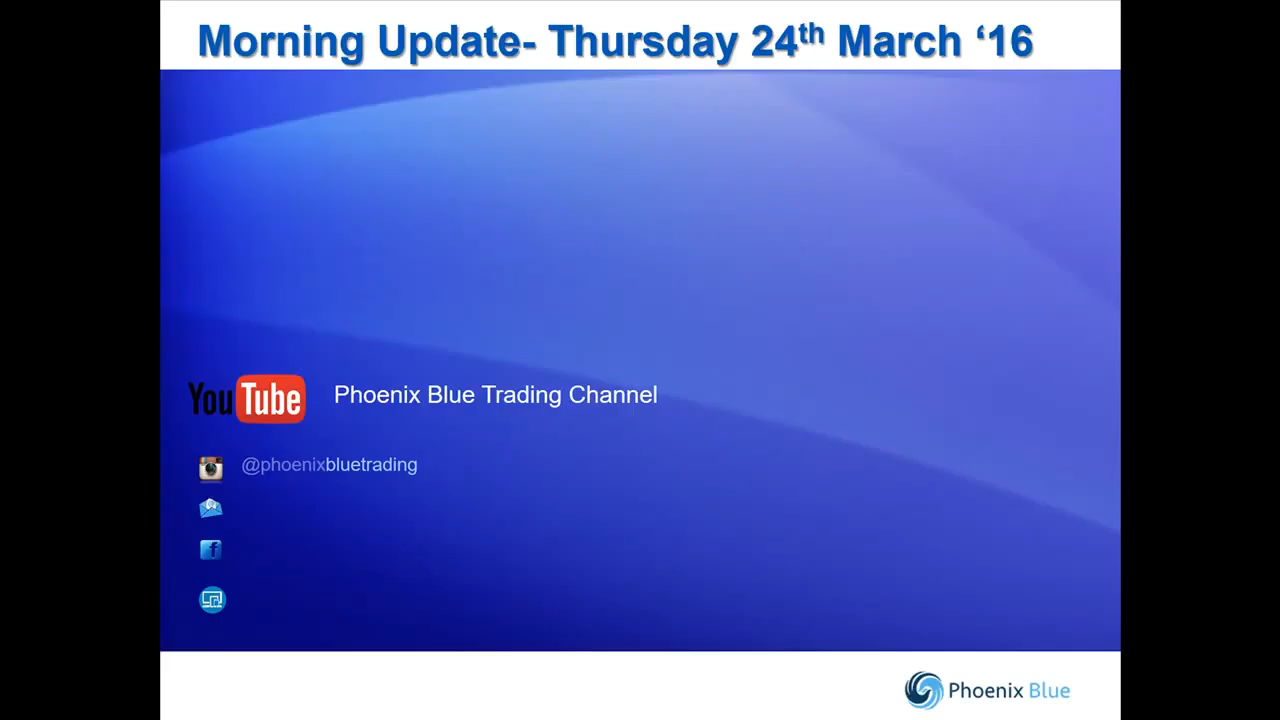 Morning Update- Thursday 24th March ‘16
YouTube
Phoenix Blue Trading Channel
@phoenixbluetrading
f
Phoenix Blue